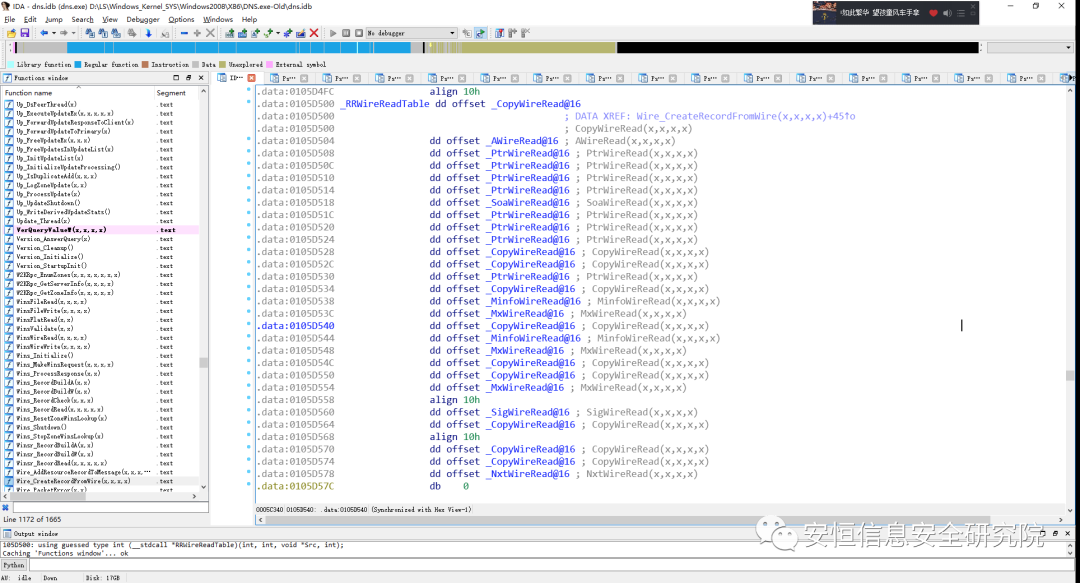 IDA - dns.idb (dns.exe) D:\LS\Windows_Kernel_SYS\Windows2008\X86\DNS.exe-Old\dns.idb
File Edit Jump Search View Debugger Options Windows Help
如此繁华 望孩童风车手拿
No debugger
Library function Regular function Instruction Data Unexplored External symbol
Functions window
Function name Segment
Up_DsPeerThread(x) .text
Up_ExecuteUpdateEx(x,x,x,x,x) .text
Up_ForwardUpdateResponseToClient(x) .text
Up_ForwardUpdateToPrimary(x) .text
Up_FreeUpdateEx(x,x,x) .text
Up_FreeUpdatesInUpdateList(x) .text
Up_InitUpdateList(x) .text
Up_InitializeUpdateProcessing() .text
Up_IsDuplicateAdd(x,x,x) .text
Up_LogZoneUpdate(x,x) .text
Up_ProcessUpdate(x) .text
Up_UpdateShutdown() .text
Up_WriteDerivedUpdateStats() .text
Update_Thread(x) .text
VerQueryValueW(x,x,x,x) .text
Version_AnswerQuery(x) .text
Version_Cleanup() .text
Version_Initialize() .text
Version_StartupInit() .text
W2KRpc_EnumZones(x,x,x,x,x,x) .text
W2KRpc_GetServerInfo(x,x,x) .text
W2KRpc_GetZoneInfo(x,x,x) .text
WinsFileRead(x,x,x) .text
WinsFileWrite(x,x,x,x) .text
WinsFlatRead(x,x) .text
WinsValidate(x,x) .text
WinsWireRead(x,x,x,x) .text
WinsWireWrite(x,x,x,x) .text
Wins_Initialize() .text
Wins_MakeWinsRequest(x,x,x,x) .text
Wins_ProcessResponse(x) .text
Wins_RecordBuildA(x,x) .text
Wins_RecordBuildW(x,x) .text
Wins_RecordCheck(x,x,x) .text
Wins_RecordRead(x,x,x,x,x) .text
Wins_ResetZoneWinsLookup(x) .text
Wins_Shutdown() .text
Wins_StopZoneWinsLookup(x) .text
Winsr_RecordBuildA(x,x) .text
Winsr_RecordBuildW(x,x) .text
Winsr_RecordRead(x,x,x,x,x) .text
Wire_AddResourceRecordToMessage(x,x,x,··· .text
Wire_CreateRecordFromWire(x,x,x,x) .text
Wire_PacketError(x,x) .text
Line 1172 of 1665
.data:0105D4FC align 10h
.data:0105D500 _RRWireReadTable dd offset _CopyWireRead@16
.data:0105D500 ; DATA XREF: Wire_CreateRecordFromWire(x,x,x,x)+45↑o
.data:0105D500 ; CopyWireRead(x,x,x,x)
.data:0105D504 dd offset _AWireRead@16 ; AWireRead(x,x,x,x)
.data:0105D508 dd offset _PtrWireRead@16 ; PtrWireRead(x,x,x,x)
.data:0105D50C dd offset _PtrWireRead@16 ; PtrWireRead(x,x,x,x)
.data:0105D510 dd offset _PtrWireRead@16 ; PtrWireRead(x,x,x,x)
.data:0105D514 dd offset _PtrWireRead@16 ; PtrWireRead(x,x,x,x)
.data:0105D518 dd offset _SoaWireRead@16 ; SoaWireRead(x,x,x,x)
.data:0105D51C dd offset _PtrWireRead@16 ; PtrWireRead(x,x,x,x)
.data:0105D520 dd offset _PtrWireRead@16 ; PtrWireRead(x,x,x,x)
.data:0105D524 dd offset _PtrWireRead@16 ; PtrWireRead(x,x,x,x)
.data:0105D528 dd offset _CopyWireRead@16 ; CopyWireRead(x,x,x,x)
.data:0105D52C dd offset _CopyWireRead@16 ; CopyWireRead(x,x,x,x)
.data:0105D530 dd offset _PtrWireRead@16 ; PtrWireRead(x,x,x,x)
.data:0105D534 dd offset _CopyWireRead@16 ; CopyWireRead(x,x,x,x)
.data:0105D538 dd offset _MinfoWireRead@16 ; MinfoWireRead(x,x,x,x)
.data:0105D53C dd offset _MxWireRead@16 ; MxWireRead(x,x,x,x)
.data:0105D540 dd offset _CopyWireRead@16 ; CopyWireRead(x,x,x,x)
.data:0105D544 dd offset _MinfoWireRead@16 ; MinfoWireRead(x,x,x,x)
.data:0105D548 dd offset _MxWireRead@16 ; MxWireRead(x,x,x,x)
.data:0105D54C dd offset _CopyWireRead@16 ; CopyWireRead(x,x,x,x)
.data:0105D550 dd offset _CopyWireRead@16 ; CopyWireRead(x,x,x,x)
.data:0105D554 dd offset _MxWireRead@16 ; MxWireRead(x,x,x,x)
.data:0105D558 align 10h
.data:0105D560 dd offset _SigWireRead@16 ; SigWireRead(x,x,x,x)
.data:0105D564 dd offset _CopyWireRead@16 ; CopyWireRead(x,x,x,x)
.data:0105D568 align 10h
.data:0105D570 dd offset _CopyWireRead@16 ; CopyWireRead(x,x,x,x)
.data:0105D574 dd offset _CopyWireRead@16 ; CopyWireRead(x,x,x,x)
.data:0105D578 dd offset _NxtWireRead@16 ; NxtWireRead(x,x,x,x)
.data:0105D57C db 0
0005C340 0105D540: .data:0105D540 (Synchronized with Hex View-1)
Output window
105D500: using guessed type int (__stdcall *RRWireReadTable)(int, int, void *Src, int);
Caching 'Functions window'... ok
Python
AU: idle Down Disk: 17GB
安恒信息安全研究院